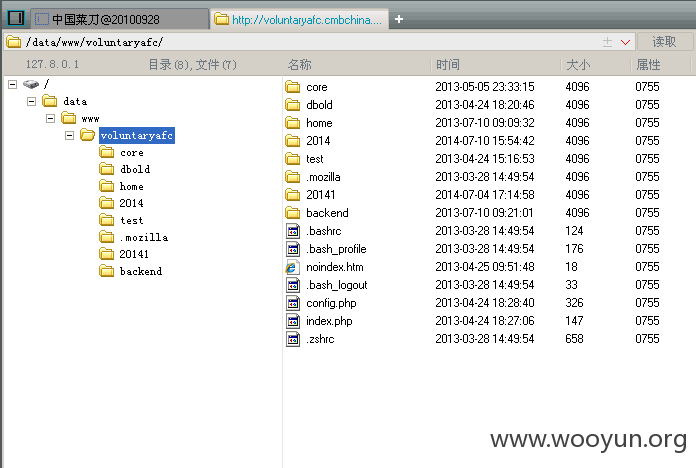 中国菜刀@20100928 http://voluntaryafc.cmbchina.... +
/data/www/voluntaryafc/ 读取
127.8.0.1 目录(8),文件(7) 名称 时间 大小 属性
/
data
www
voluntaryafc
core
dbold
home
2014
test
.mozilla
20141
backend
core 2013-05-05 23:33:15 4096 0755
dbold 2013-04-24 18:20:46 4096 0755
home 2013-07-10 09:09:32 4096 0755
2014 2014-07-10 15:54:42 4096 0755
test 2013-04-24 15:16:53 4096 0755
.mozilla 2013-03-28 14:49:54 4096 0755
20141 2014-07-04 17:14:58 4096 0755
backend 2013-07-10 09:21:01 4096 0755
.bashrc 2013-03-28 14:49:54 124 0755
.bash_profile 2013-03-28 14:49:54 176 0755
noindex.htm 2013-04-25 09:51:48 18 0755
.bash_logout 2013-03-28 14:49:54 33 0755
config.php 2013-04-24 18:28:40 326 0755
index.php 2013-04-24 18:27:06 147 0755
.zshrc 2013-03-28 14:49:54 658 0755
www.wooyun.org